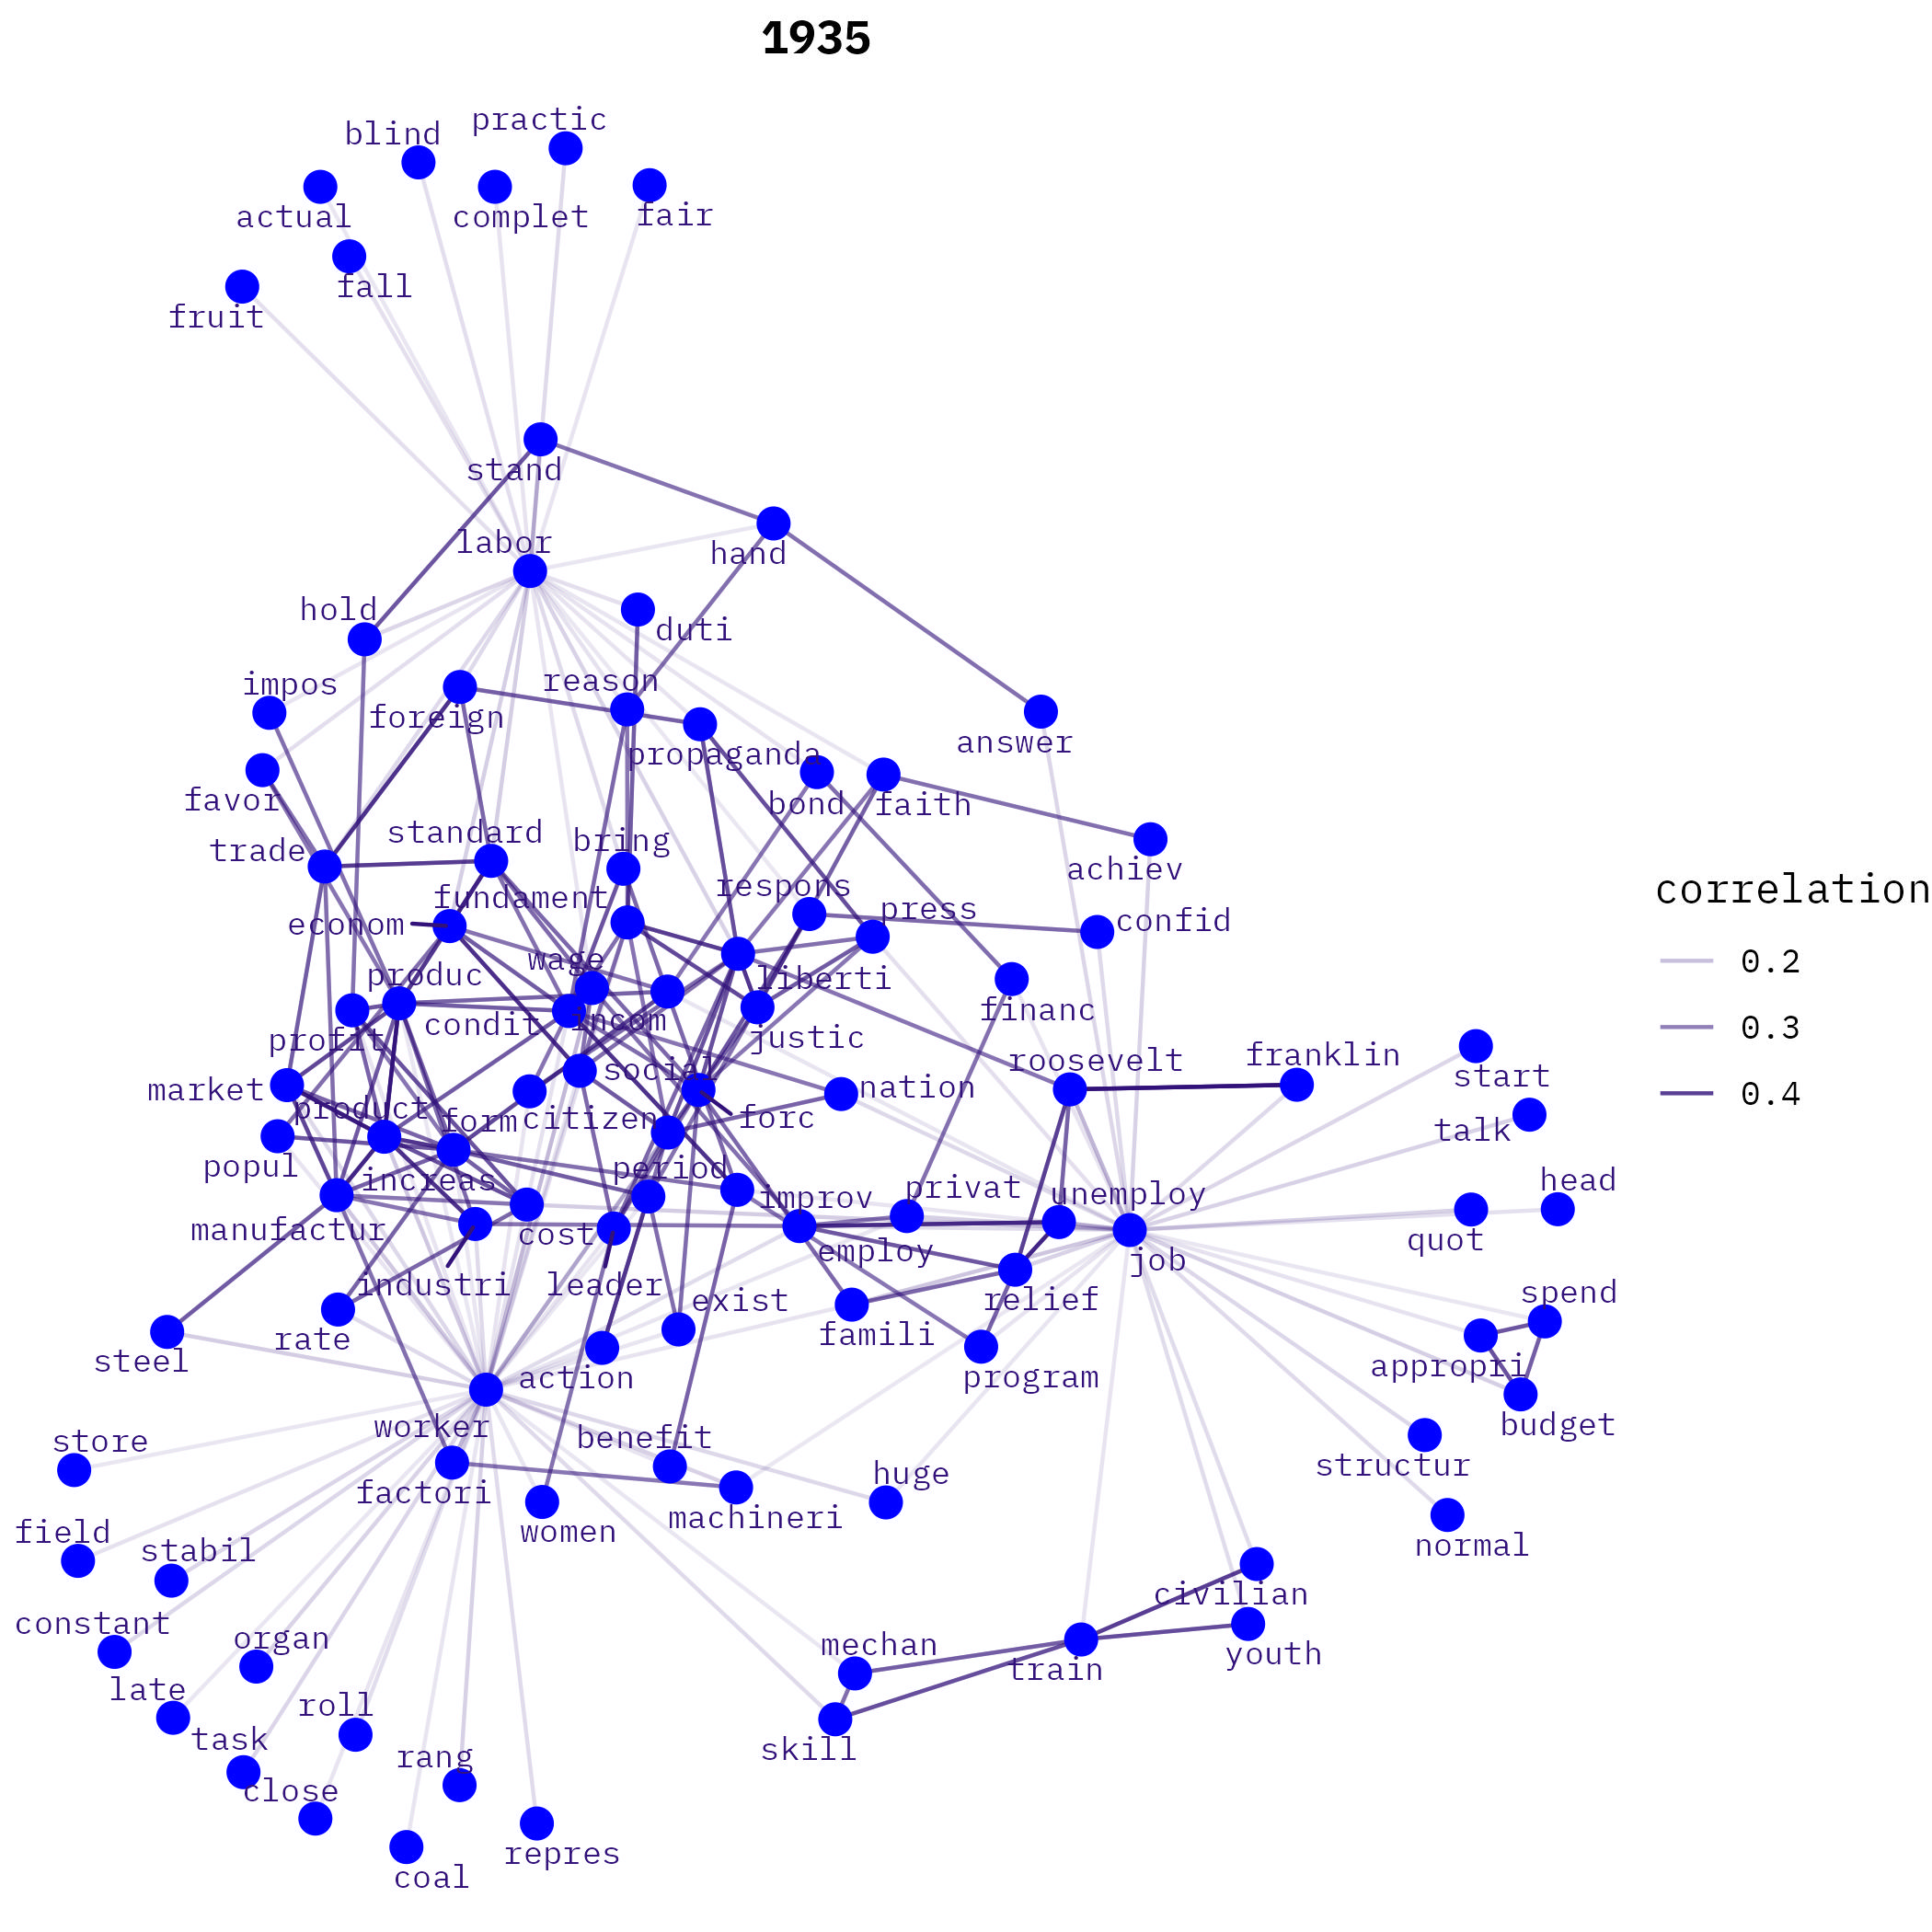 1935
practic
blind
actual
complet
fair
fall
fruit
stand
labor
hand
hold
duti
impos
reason
foreign
propaganda
answer
favor
bond
faith
trade
standard
bring
achiev
fundament
respons
press
confid
econom
wage
produc
liberti
condit
incom
financ
profit
justic
social
roosevelt
franklin
start
market
nation
product
form
citizen
forc
talk
popul
increas
period
improv
privat
unemploy
head
manufactur
cost
employ
job
quot
industri
leader
exist
relief
spend
rate
famili
steel
action
program
appropri
worker
benefit
budget
store
factori
huge
structur
women
machineri
field
stabil
normal
constant
organ
civilian
mechan
train
youth
late
roll
task
rang
skill
close
repres
coal
correlation
0.2
0.3
0.4